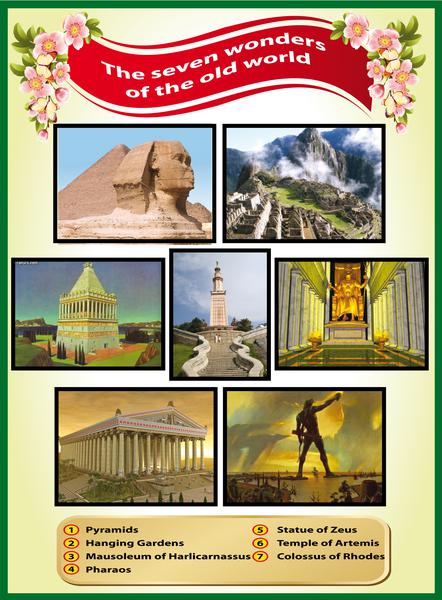 The seven wonders
of the old world
1 Pyramids
2 Hanging Gardens
3 Mausoleum of Harlicarnassus
4 Pharaos
5 Statue of Zeus
6 Temple of Artemis
7 Colossus of Rhodes